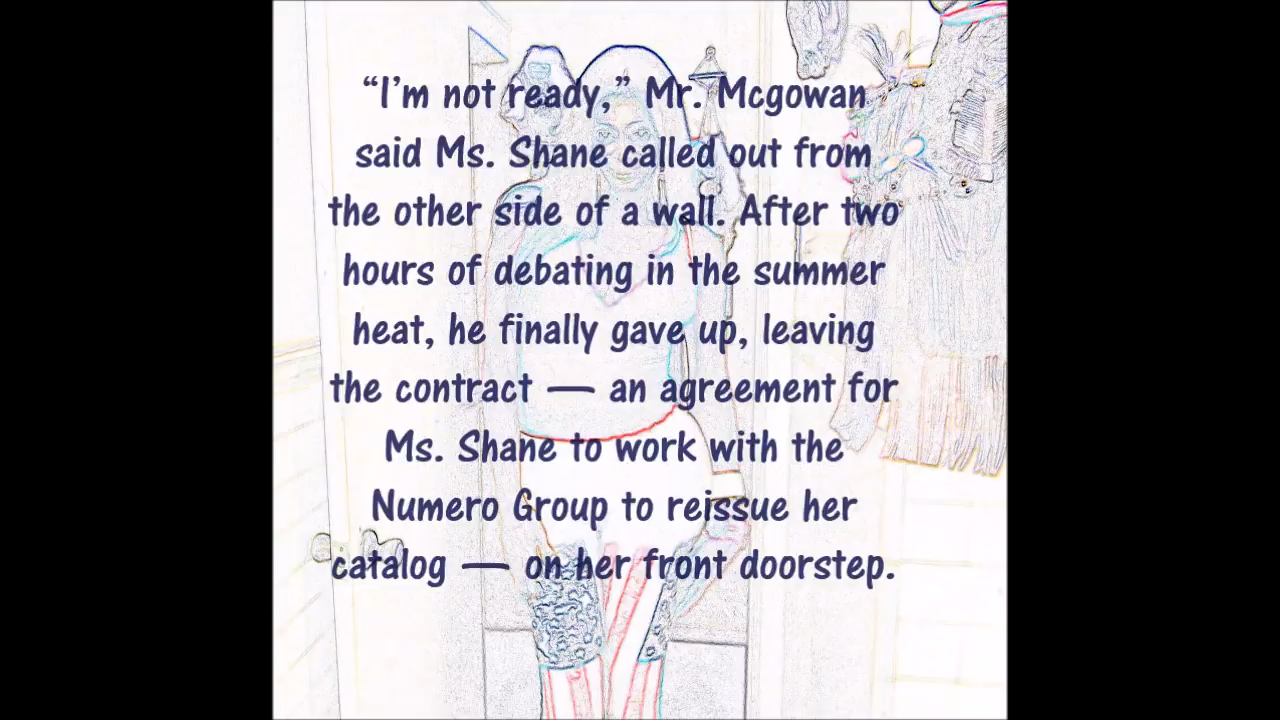 “I’m not ready,” Mr. Mcgowan
said Ms. Shane called out from
the other side of a wall. After two
hours of debating in the summer
heat, he finally gave up, leaving
the contract — an agreement for
Ms. Shane to work with the
Numero Group to reissue her
catalog — on her front doorstep.